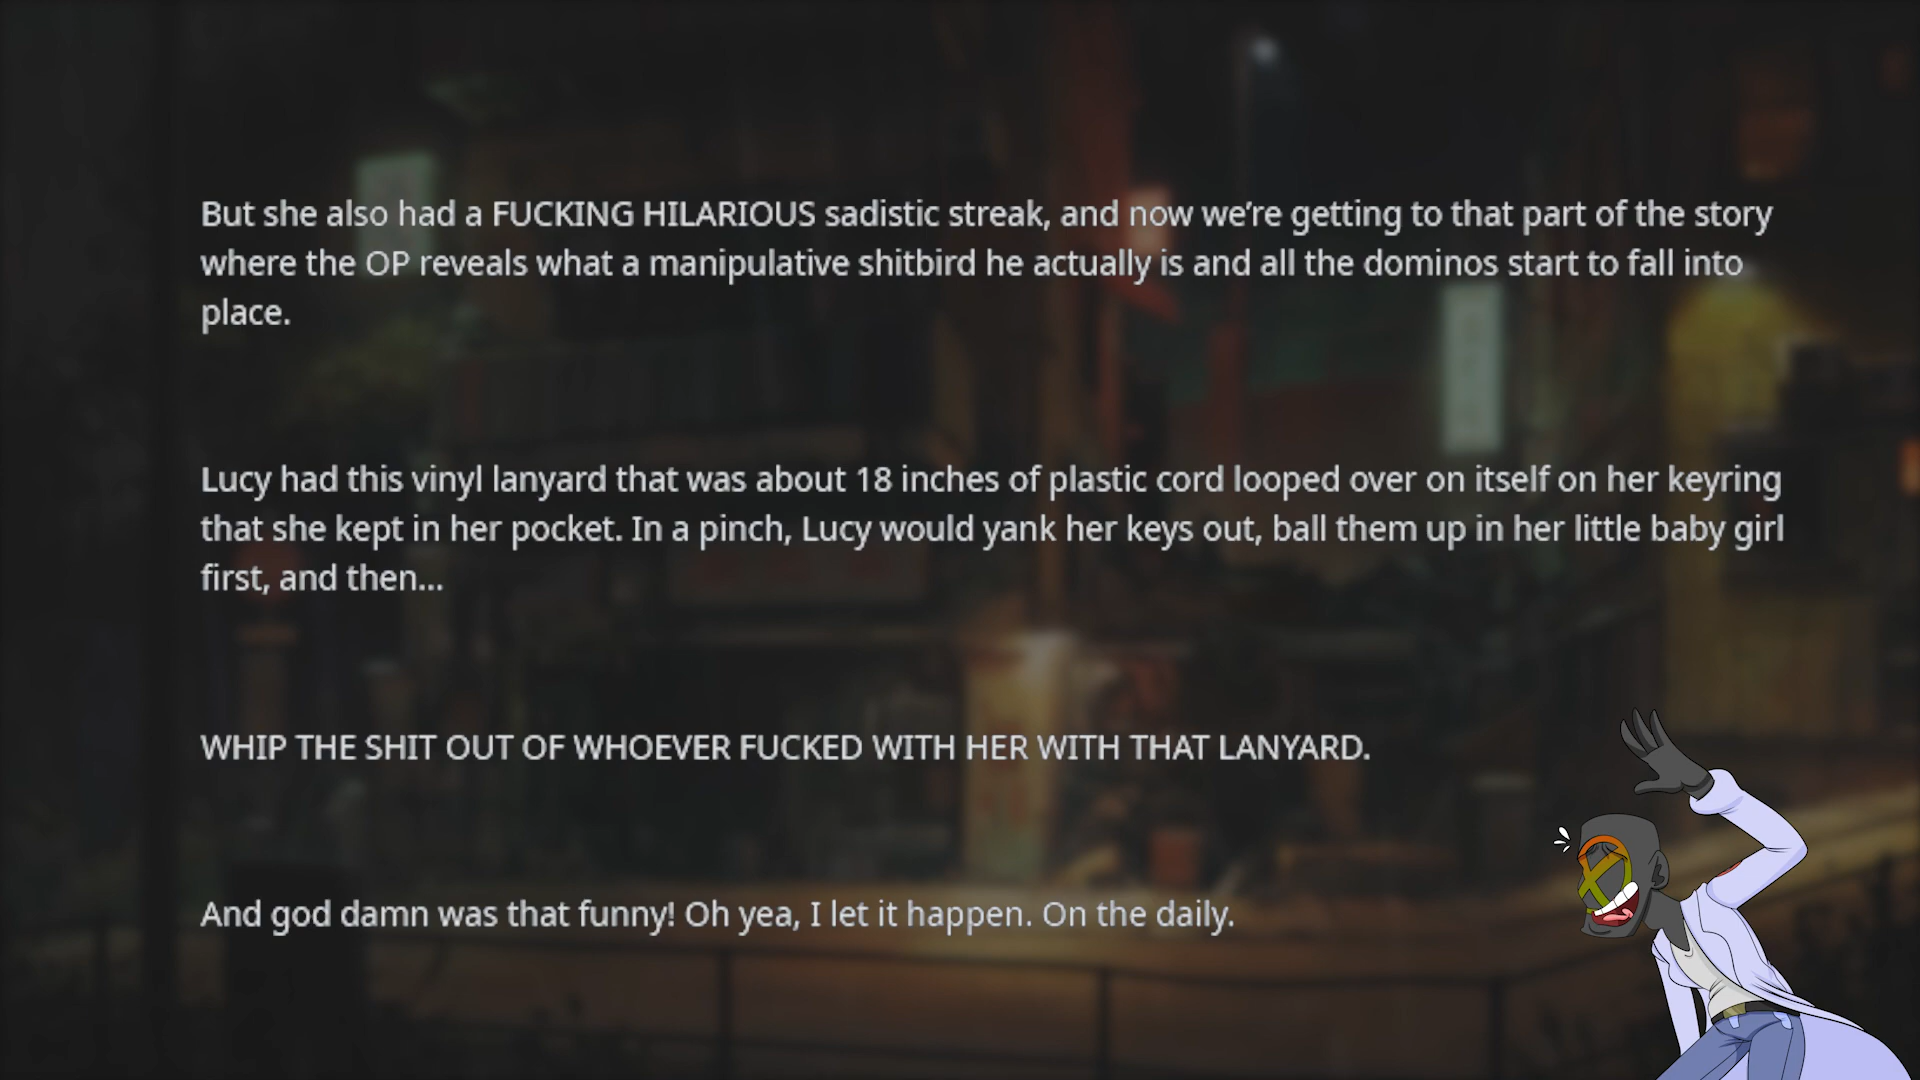 But she also had a FUCKING HILARIOUS sadistic streak, and now we’re getting to that part of the story
where the OP reveals what a manipulative shitbird he actually is and all the dominos start to fall into
place.
Lucy had this vinyl lanyard that was about 18 inches of plastic cord looped over on itself on her keyring
that she kept in her pocket. In a pinch, Lucy would yank her keys out, ball them up in her little baby girl
first, and then...
WHIP THE SHIT OUT OF WHOEVER FUCKED WITH HER WITH THAT LANYARD.
And god damn was that funny! Oh yea, I let it happen. On the daily.